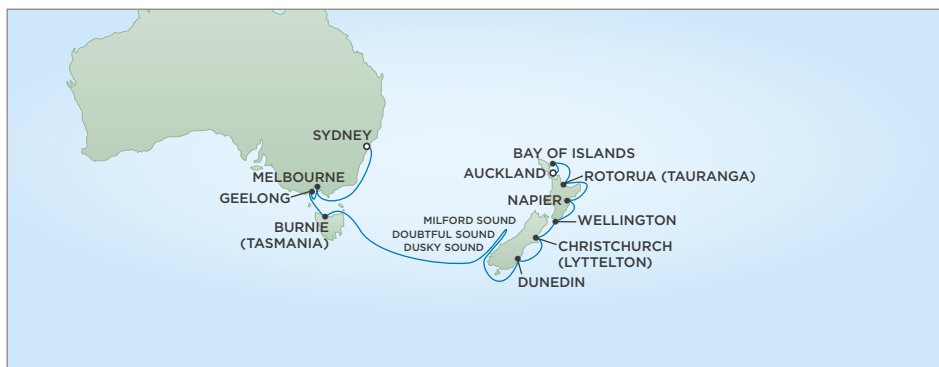 SYDNEY
MELBOURNE
GEELONG
BURNIE
(TASMANIA)
MILFORD SOUND
DOUBTFUL SOUND
DUSKY SOUND
BAY OF ISLANDS
AUCKLAND
ROTORUA (TAURANGA)
NAPIER
WELLINGTON
CHRISTCHURCH
(LYTTELTON)
DUNEDIN